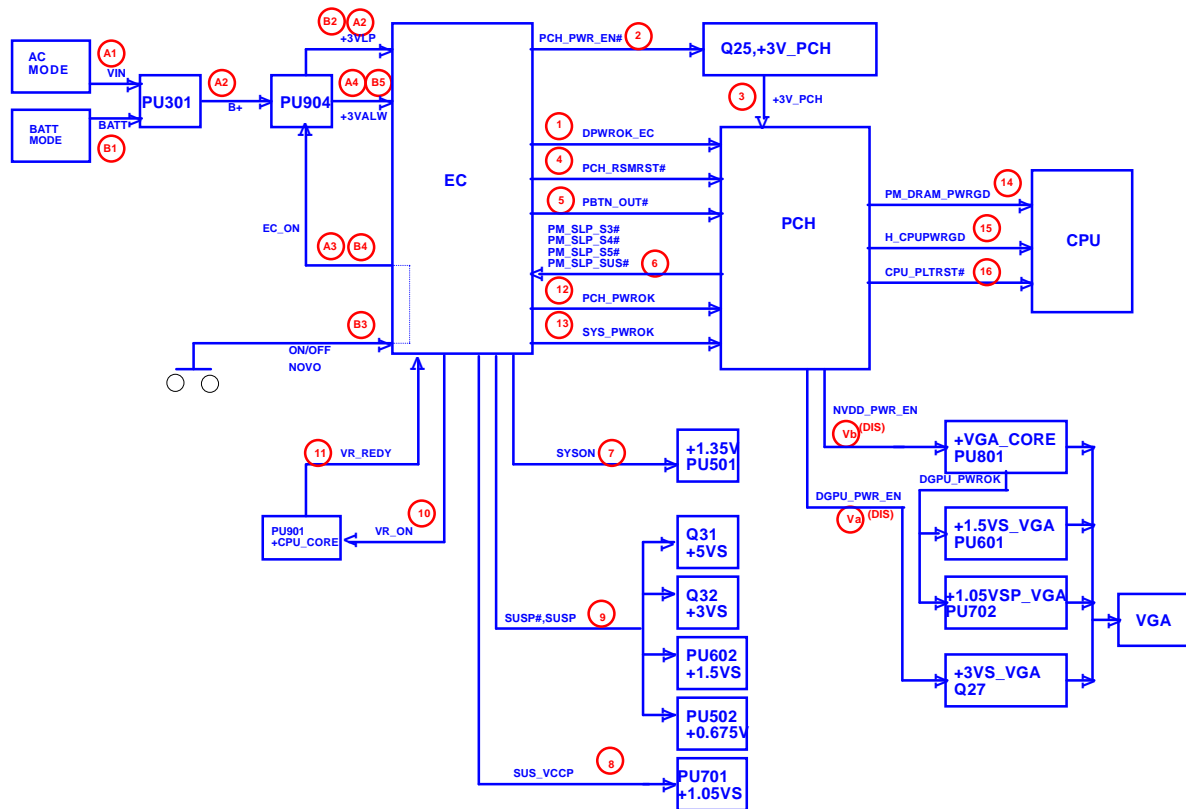 B2
A2
+3VLP
PCH_PWR_EN#
2
Q25,+3V_PCH
AC
MODE
A1
VIN
PU301
A2
B+
PU904
A4
B5
+3VALW
3
+3V_PCH
BATT
MODE
BATT
B1
1
DPWROK_EC
4
PCH_RSMRST#
5
PBTN_OUT#
EC
PCH
PM_DRAM_PWRGD
14
H_CPUPWRGD
15
CPU_PLTRST#
16
CPU
EC_ON
A3
B4
PM_SLP_S3#
PM_SLP_S4#
PM_SLP_S5#
PM_SLP_SUS#
6
12
PCH_PWROK
13
SYS_PWROK
B3
ON/OFF
NOVO
NVDD_PWR_EN
Vb
(DIS)
+VGA_CORE
PU801
DGPU_PWROK
11
VR_REDY
SYSON
7
+1.35V
PU501
DGPU_PWR_EN
Va
(DIS)
10
VR_ON
PU901
+CPU_CORE
Q31
+5VS
+1.5VS_VGA
PU601
Q32
+3VS
+1.05VSP_VGA
PU702
VGA
SUSP#,SUSP
9
PU602
+1.5VS
+3VS_VGA
Q27
PU502
+0.675V
SUS_VCCP
8
PU701
+1.05VS